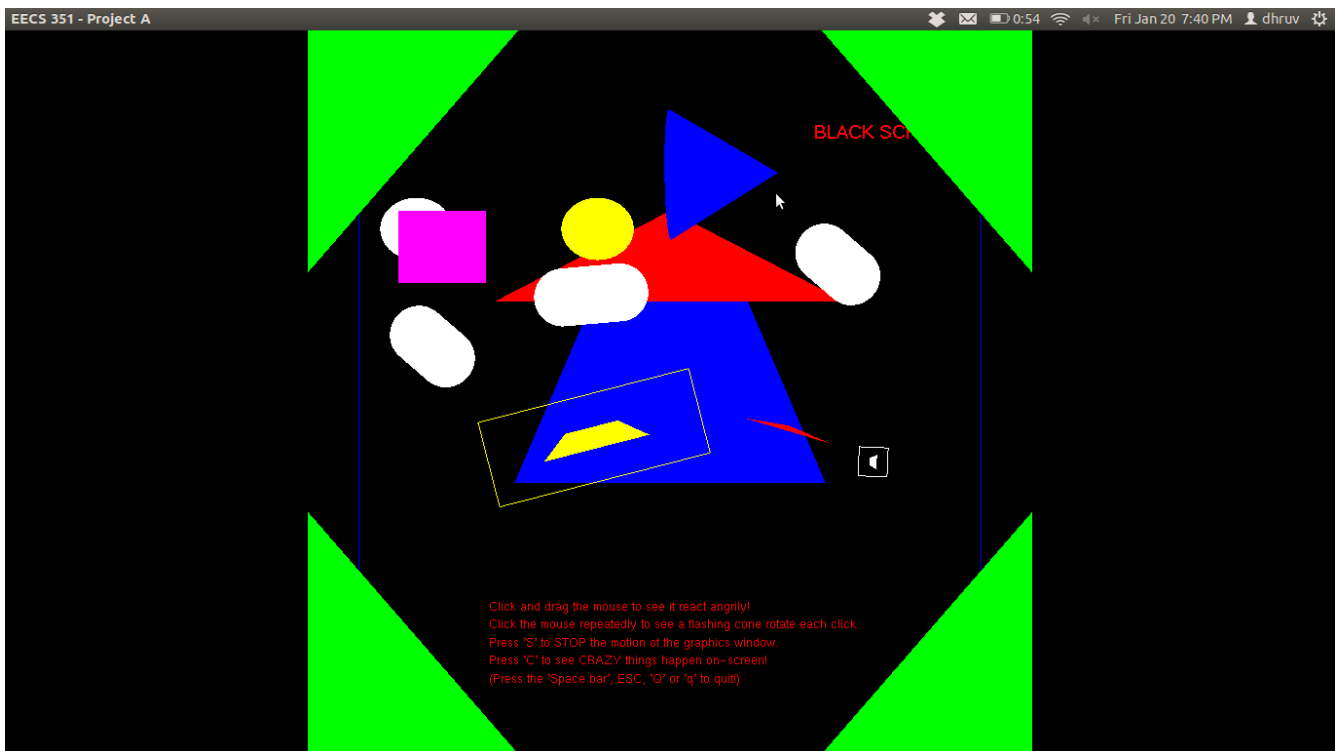 EECS 351 - Project A
0:54 Fri Jan 20 7:40 PM dhruv
BLACK
Click and drag the mouse to see it react angrily!
Click the mouse repeatedly to see a flashing cone rotate each click.
Press 'S' to STOP the motion of the graphics window.
Press 'C' to see CRAZY things happen on-screen!
(Press the 'Space bar', ESC, 'Q' or 'q' to quit!)